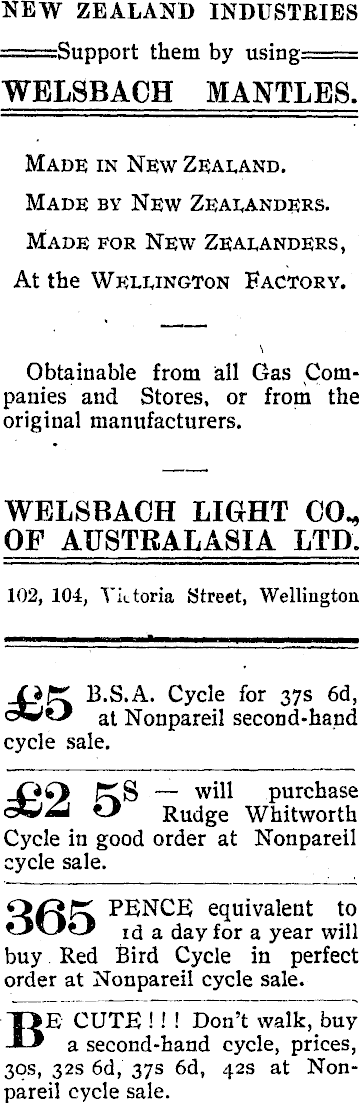 NEW ZEALAND INDUSTRIES
Support them by using
WELSBACH MANTLES.
MADE IN NEW ZEALAND.
MADE BY NEW ZEALANDERS.
MADE FOR NEW ZEALANDERS,
At the WELLINGTON FACTORY.
Obtainable from all Gas Com-
panies and Stores, or from the
original manufacturers.
WELSBACH LIGHT CO.,
OF AUSTRALASIA LTD.
102, 104, Victoria Street, Wellington
£5 B.S.A. Cycle for 37s 6d,
at Nonpareil second-hand
cycle sale.
£2 5S — will purchase
Rudge Whitworth
Cycle in good order at Nonpareil
cycle sale.
365 PENCE equivalent to
1d a day for a year will
buy Red Bird Cycle in perfect
order at Nonpareil cycle sale.
BE CUTE!!! Don't walk, buy
a second-hand cycle, prices,
30s, 32s 6d, 37s 6d, 42s at Non-
pareil cycle sale.